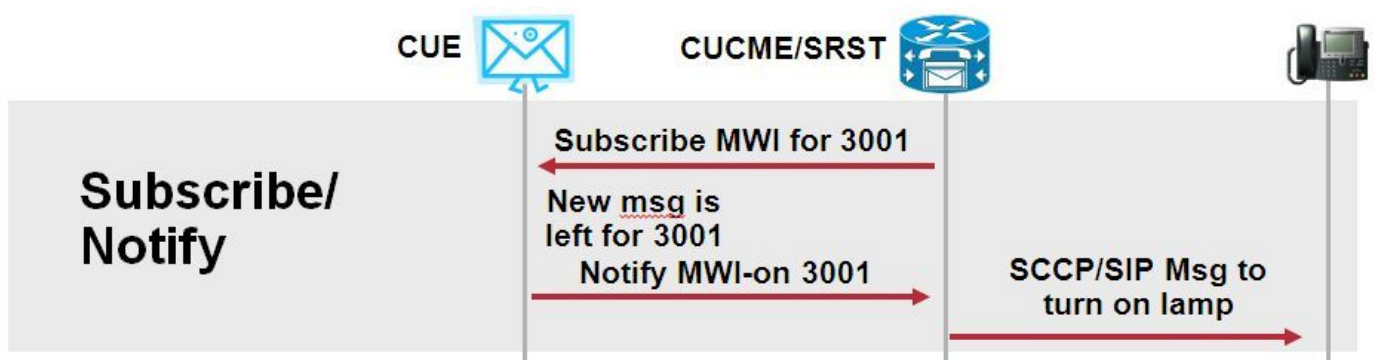 CUE
CUCME/SRST
Subscribe/
Notify
Subscribe MWI for 3001
New msg is
left for 3001
Notify MWI-on 3001
SCCP/SIP Msg to
turn on lamp